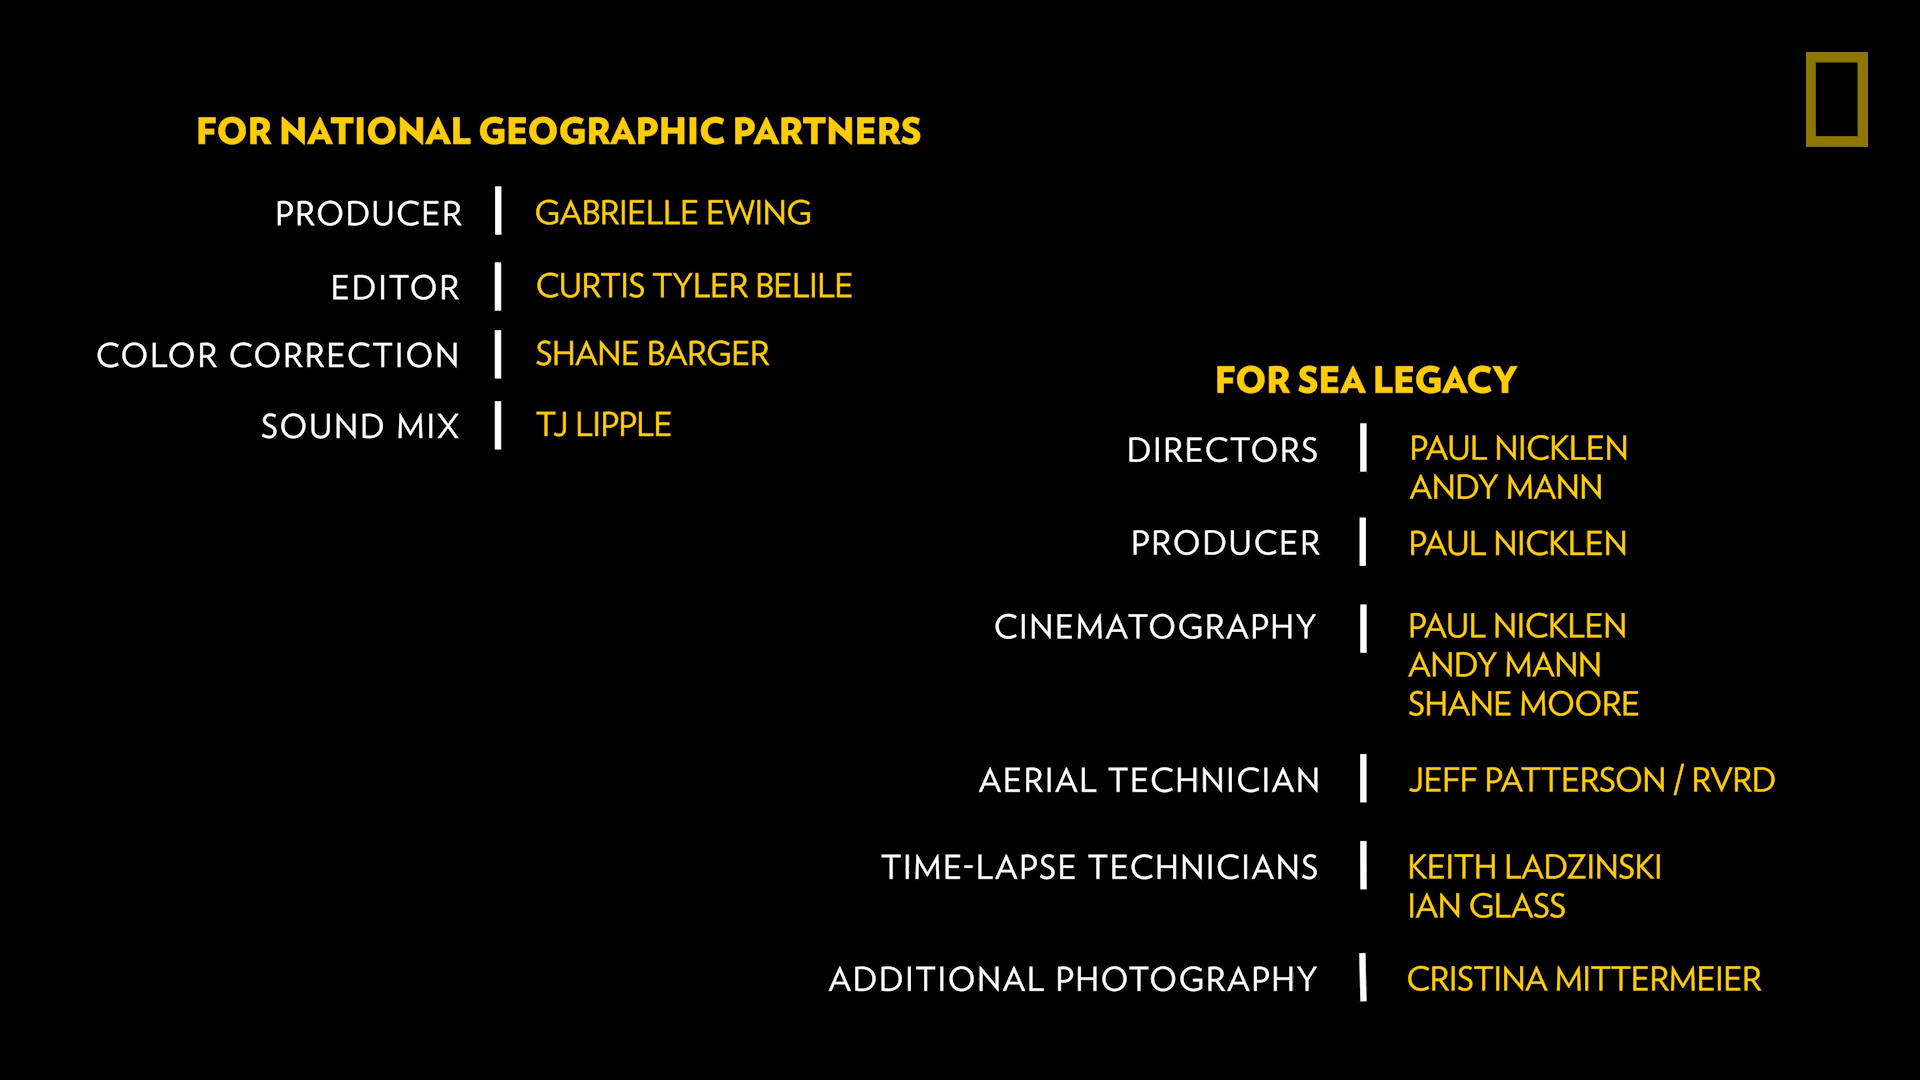 FOR NATIONAL GEOGRAPHIC PARTNERS
PRODUCER | GABRIELLE EWING
EDITOR | CURTIS TYLER BELILE
COLOR CORRECTION | SHANE BARGER
SOUND MIX | TJ LIPPLE
FOR SEA LEGACY
DIRECTORS | PAUL NICKLEN
ANDY MANN
PRODUCER | PAUL NICKLEN
CINEMATOGRAPHY | PAUL NICKLEN
ANDY MANN
SHANE MOORE
AERIAL TECHNICIAN | JEFF PATTERSON / RVRD
TIME-LAPSE TECHNICIANS | KEITH LADZINSKI
IAN GLASS
ADDITIONAL PHOTOGRAPHY | CRISTINA MITTERMEIER